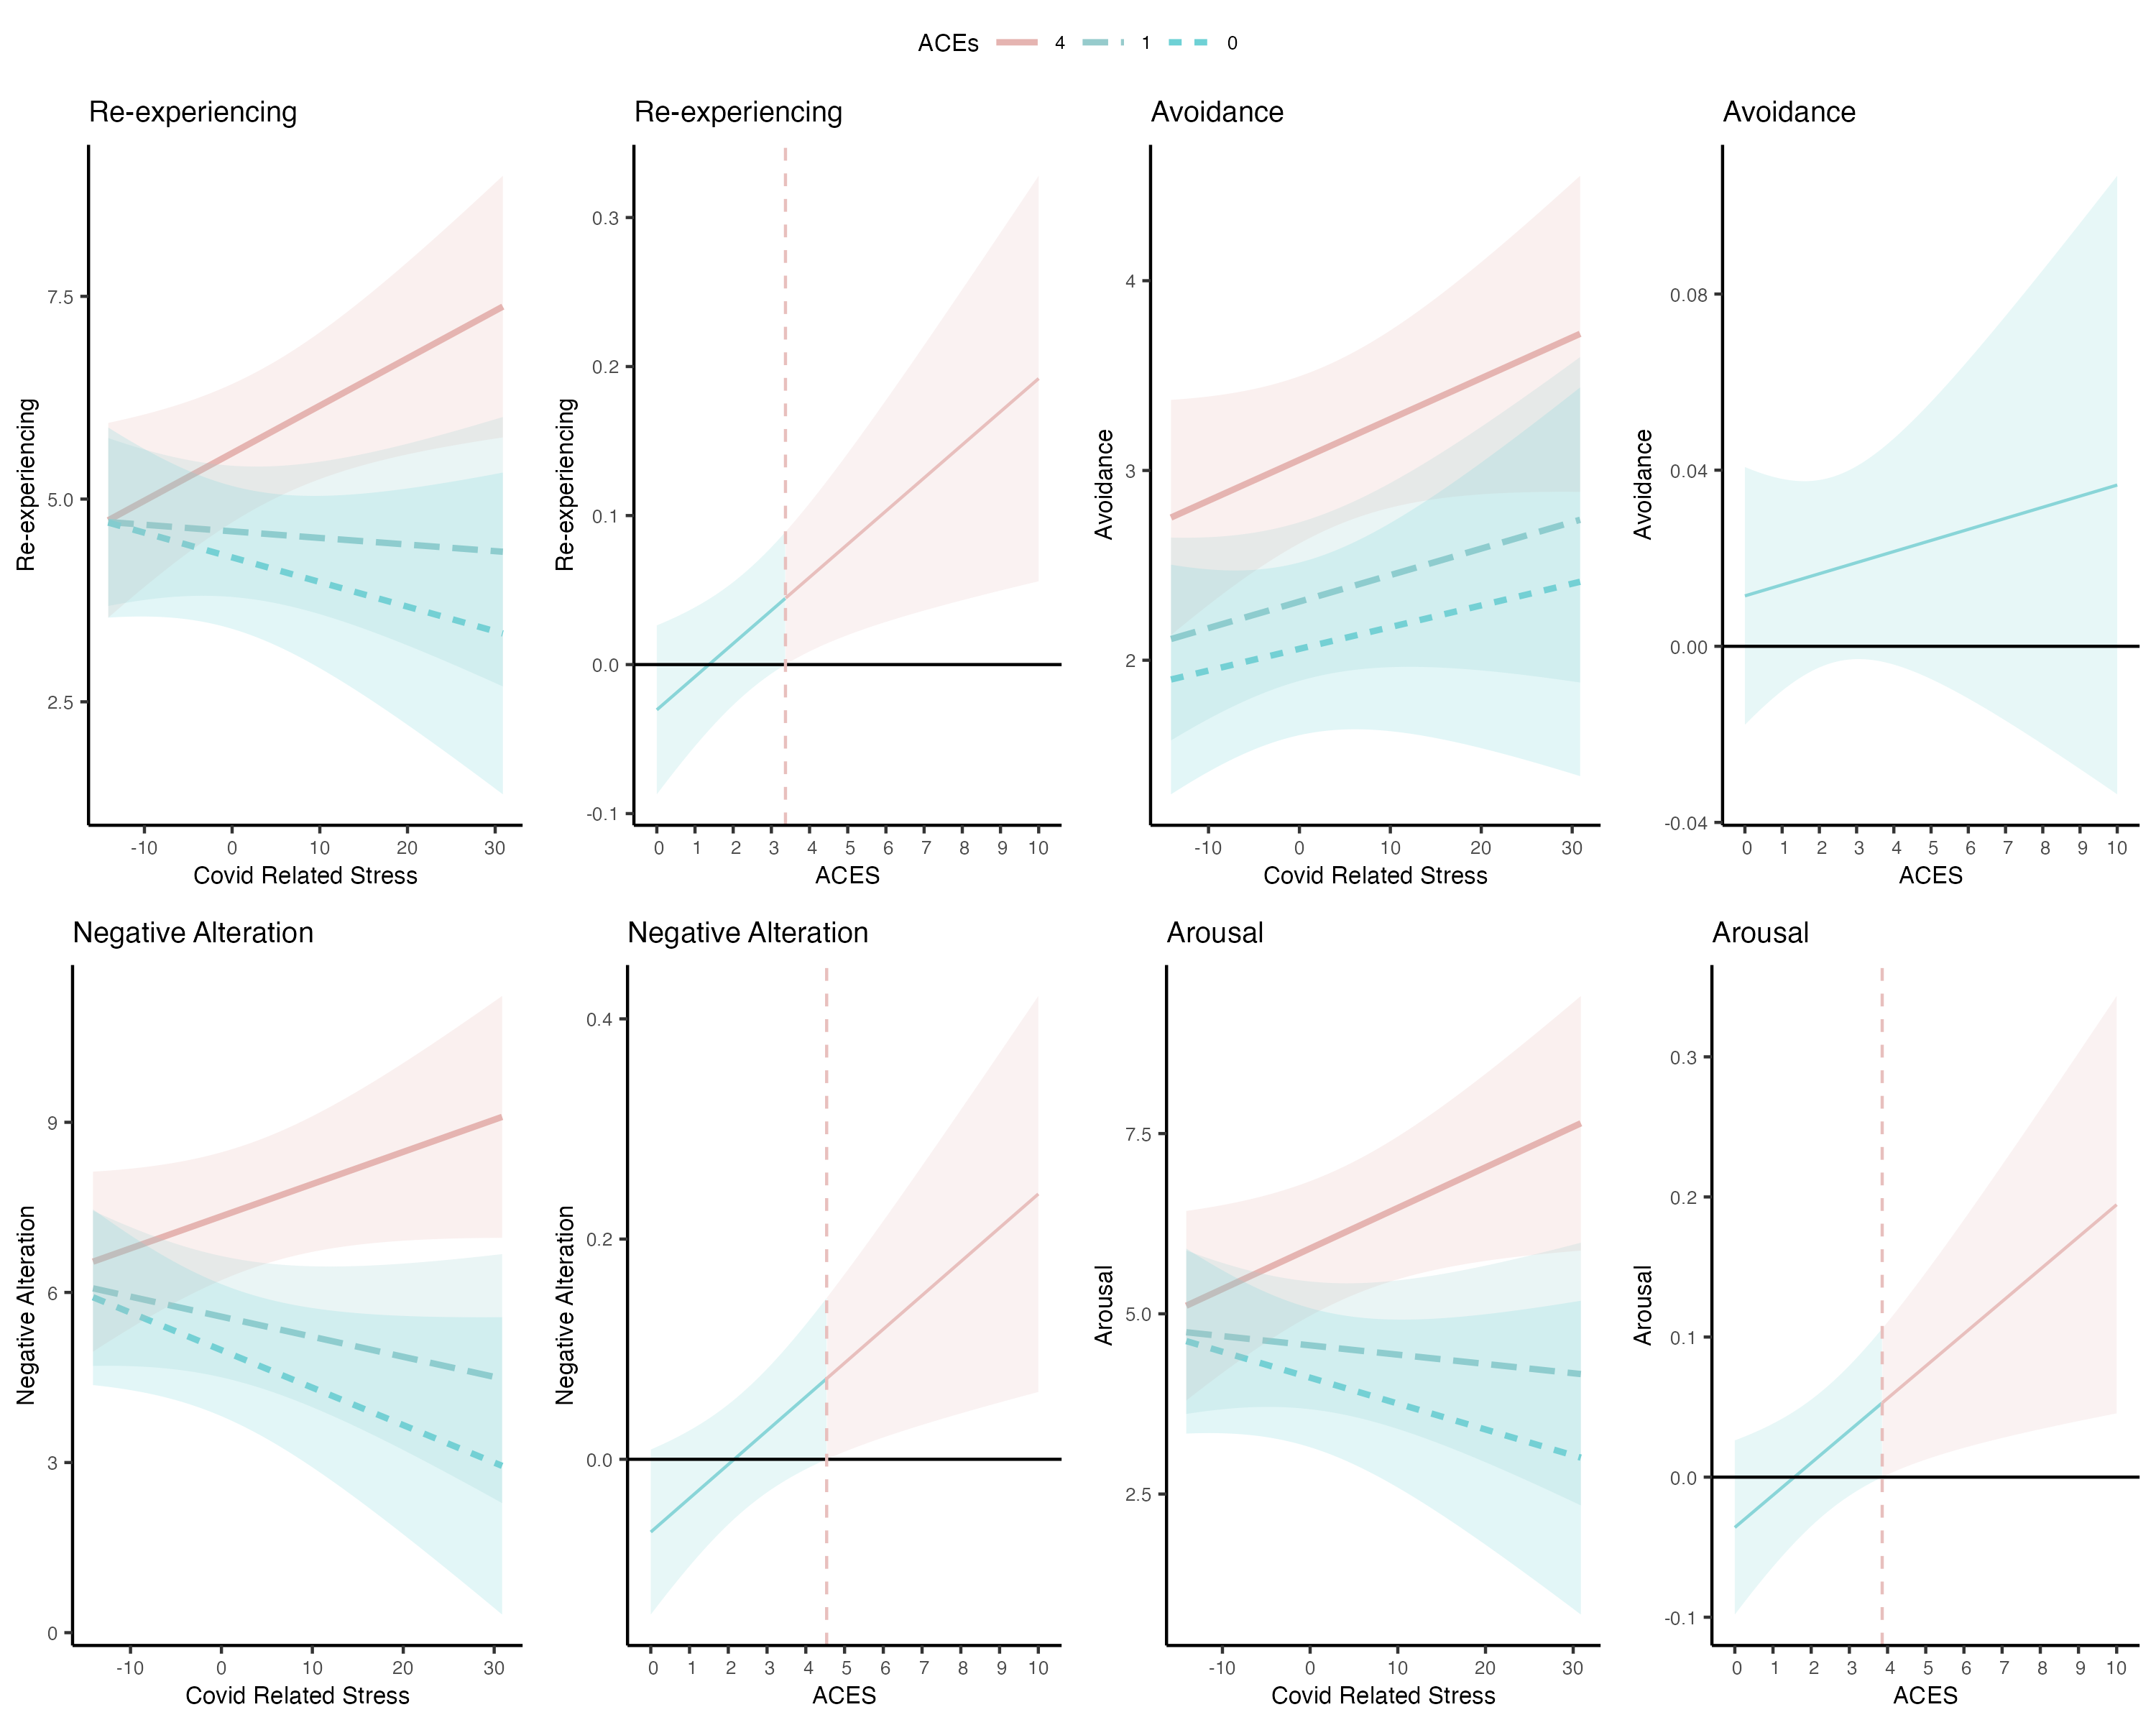 ACEs 4 1 0
Re-experiencing Re-experiencing Avoidance Avoidance
Re-experiencing
7.5
5.0
2.5
-10 0 10 20 30
Covid Related Stress
Re-experiencing
0.3
0.2
0.1
0.0
-0.1
0 1 2 3 4 5 6 7 8 9 10
ACES
Avoidance
4
3
2
-10 0 10 20 30
Covid Related Stress
Avoidance
0.08
0.04
0.00
-0.04
0 1 2 3 4 5 6 7 8 9 10
ACES
Negative Alteration Negative Alteration Arousal Arousal
Negative Alteration
9
6
3
0
-10 0 10 20 30
Covid Related Stress
Negative Alteration
0.4
0.2
0.0
0 1 2 3 4 5 6 7 8 9 10
ACES
Arousal
7.5
5.0
2.5
-10 0 10 20 30
Covid Related Stress
Arousal
0.3
0.2
0.1
0.0
-0.1
0 1 2 3 4 5 6 7 8 9 10
ACES